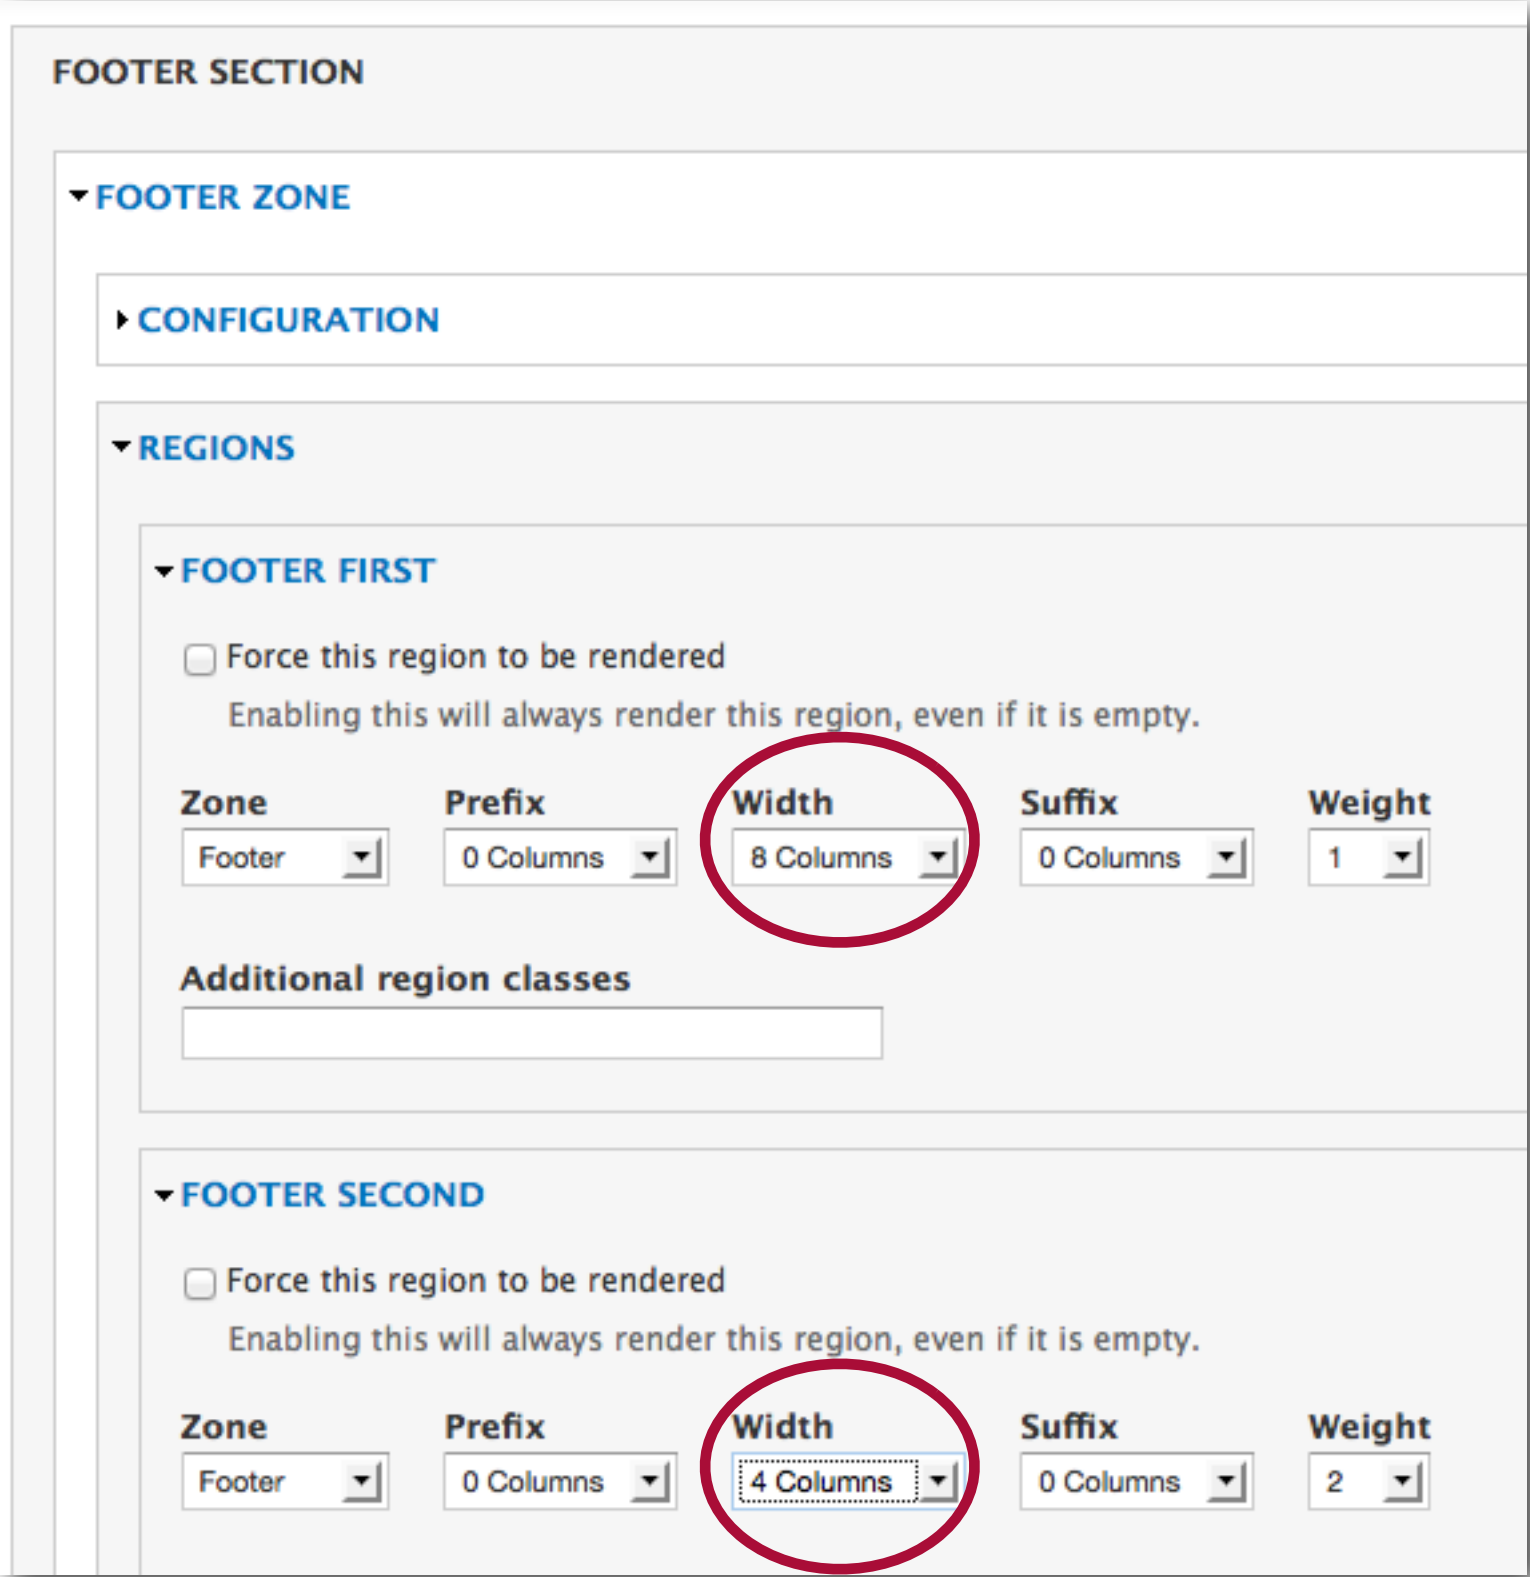 FOOTER SECTION
FOOTER ZONE
CONFIGURATION
REGIONS
FOOTER FIRST
Force this region to be rendered
Enabling this will always render this region, even if it is empty.
Zone Prefix Width Suffix Weight
Footer 0 Columns 8 Columns 0 Columns 1
Additional region classes
FOOTER SECOND
Force this region to be rendered
Enabling this will always render this region, even if it is empty.
Zone Prefix Width Suffix Weight
Footer 0 Columns 4 Columns 0 Columns 2